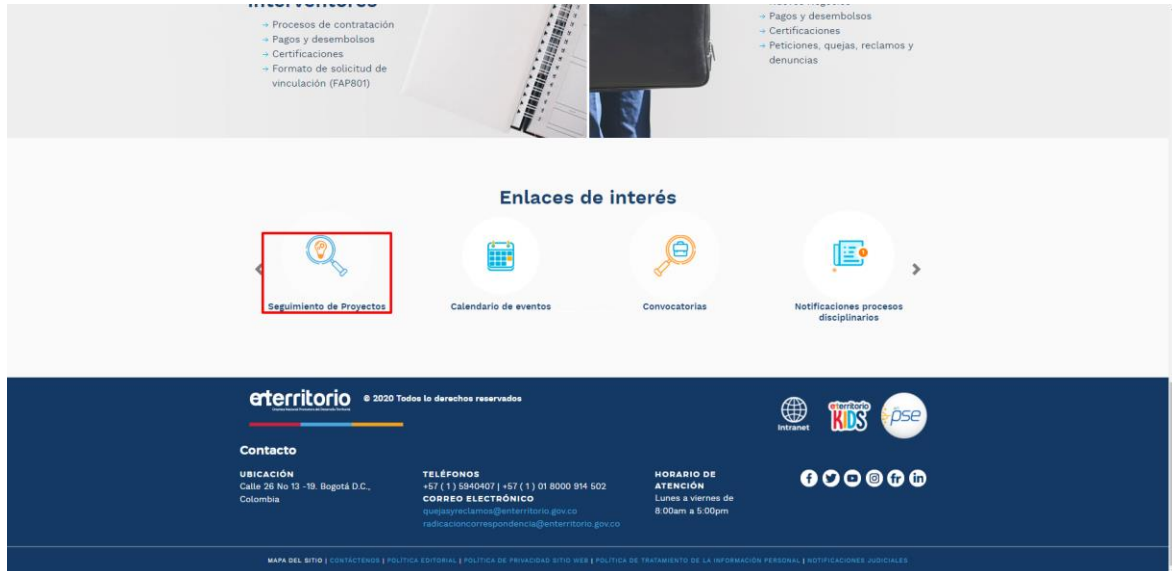 → Procesos de contratación
→ Pagos y desembolsos
→ Certificaciones
→ Formato de solicitud de
vinculación (FAP801)
→ Pagos y desembolsos
→ Certificaciones
→ Peticiones, quejas, reclamos y
denuncias
Enlaces de interés
Seguimiento de Proyectos
Calendario de eventos
Convocatorias
Notificaciones procesos
disciplinarios
enterritorio
© 2020 Todos lo derechos reservados
Intranet
enterritorio
KIDS
pse
Contacto
UBICACIÓN
Calle 26 No 13 -19. Bogotá D.C.,
Colombia
TELÉFONOS
+57 ( 1 ) 5940407 | +57 ( 1 ) 01 8000 914 502
CORREO ELECTRÓNICO
quejasyreclamos@enterritorio.gov.co
radicacioncorrespondencia@enterritorio.gov.co
HORARIO DE
ATENCIÓN
Lunes a viernes de
8:00am a 5:00pm
MAPA DEL SITIO | CONTÁCTENOS | POLÍTICA EDITORIAL | POLÍTICA DE PRIVACIDAD SITIO WEB | POLÍTICA DE TRATAMIENTO DE LA INFORMACIÓN PERSONAL | NOTIFICACIONES JUDICIALES